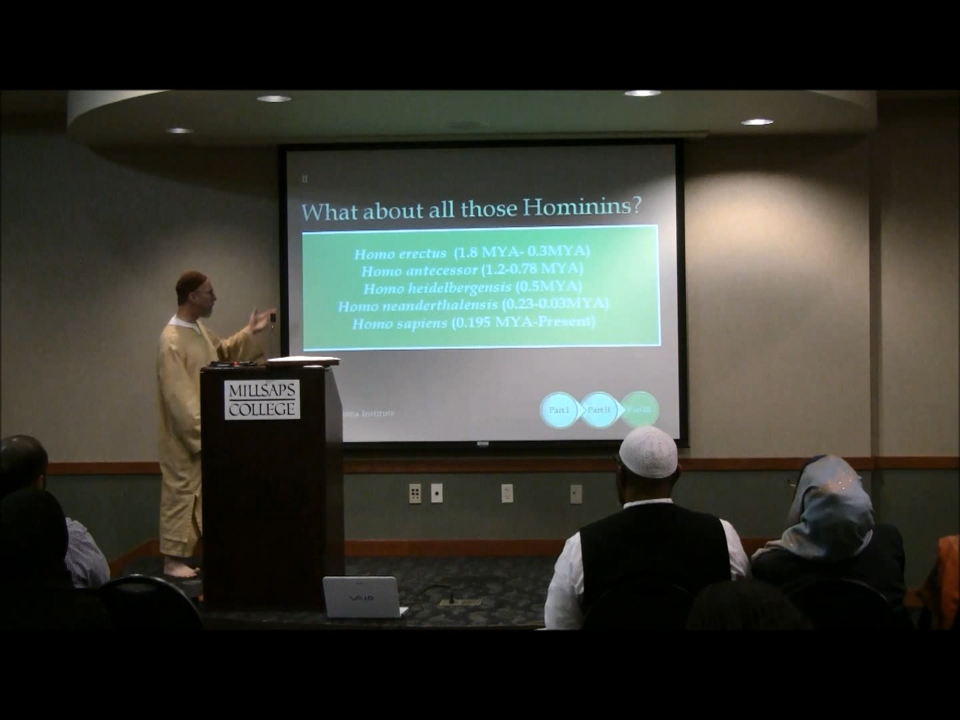 11
What about all those Hominins?
Homo erectus (1.8 MYA- 0.3MYA)
Homo antecessor (1.2-0.78 MYA)
Homo heidelbergensis (0.5MYA)
Homo neanderthalensis (0.23-0.03MYA)
Homo sapiens (0.195 MYA-Present)
MILLSAPS
COLLEGE
Institute
Part I
Part II